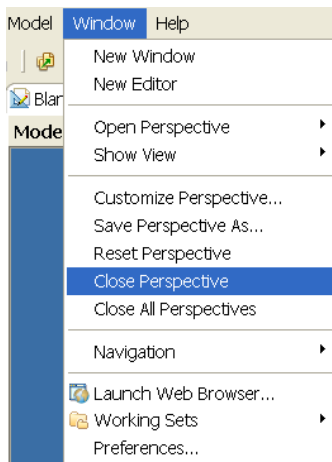 Model Window Help
New Window
New Editor
Blar
Mode
Open Perspective
Show View
Customize Perspective...
Save Perspective As...
Reset Perspective
Close Perspective
Close All Perspectives
Navigation
Launch Web Browser...
Working Sets
Preferences...